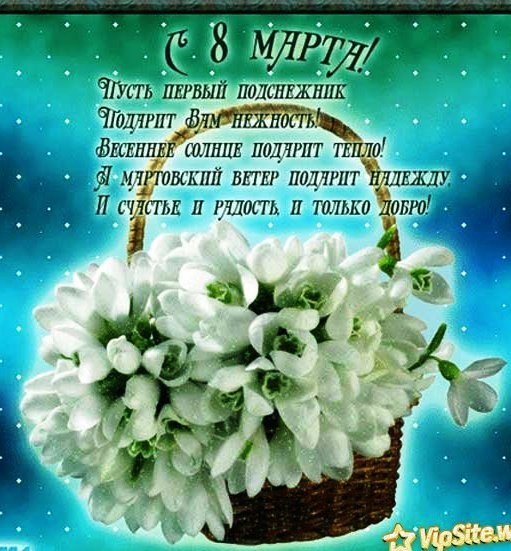 С 8 МАРТА!
Пусть первый подснежник
Подарит Вам нежность!
Весеннее солнце подарит тепло!
А мартовский ветер подарит надежду,
И счастье, и радость, и только добро!
VipSite.w